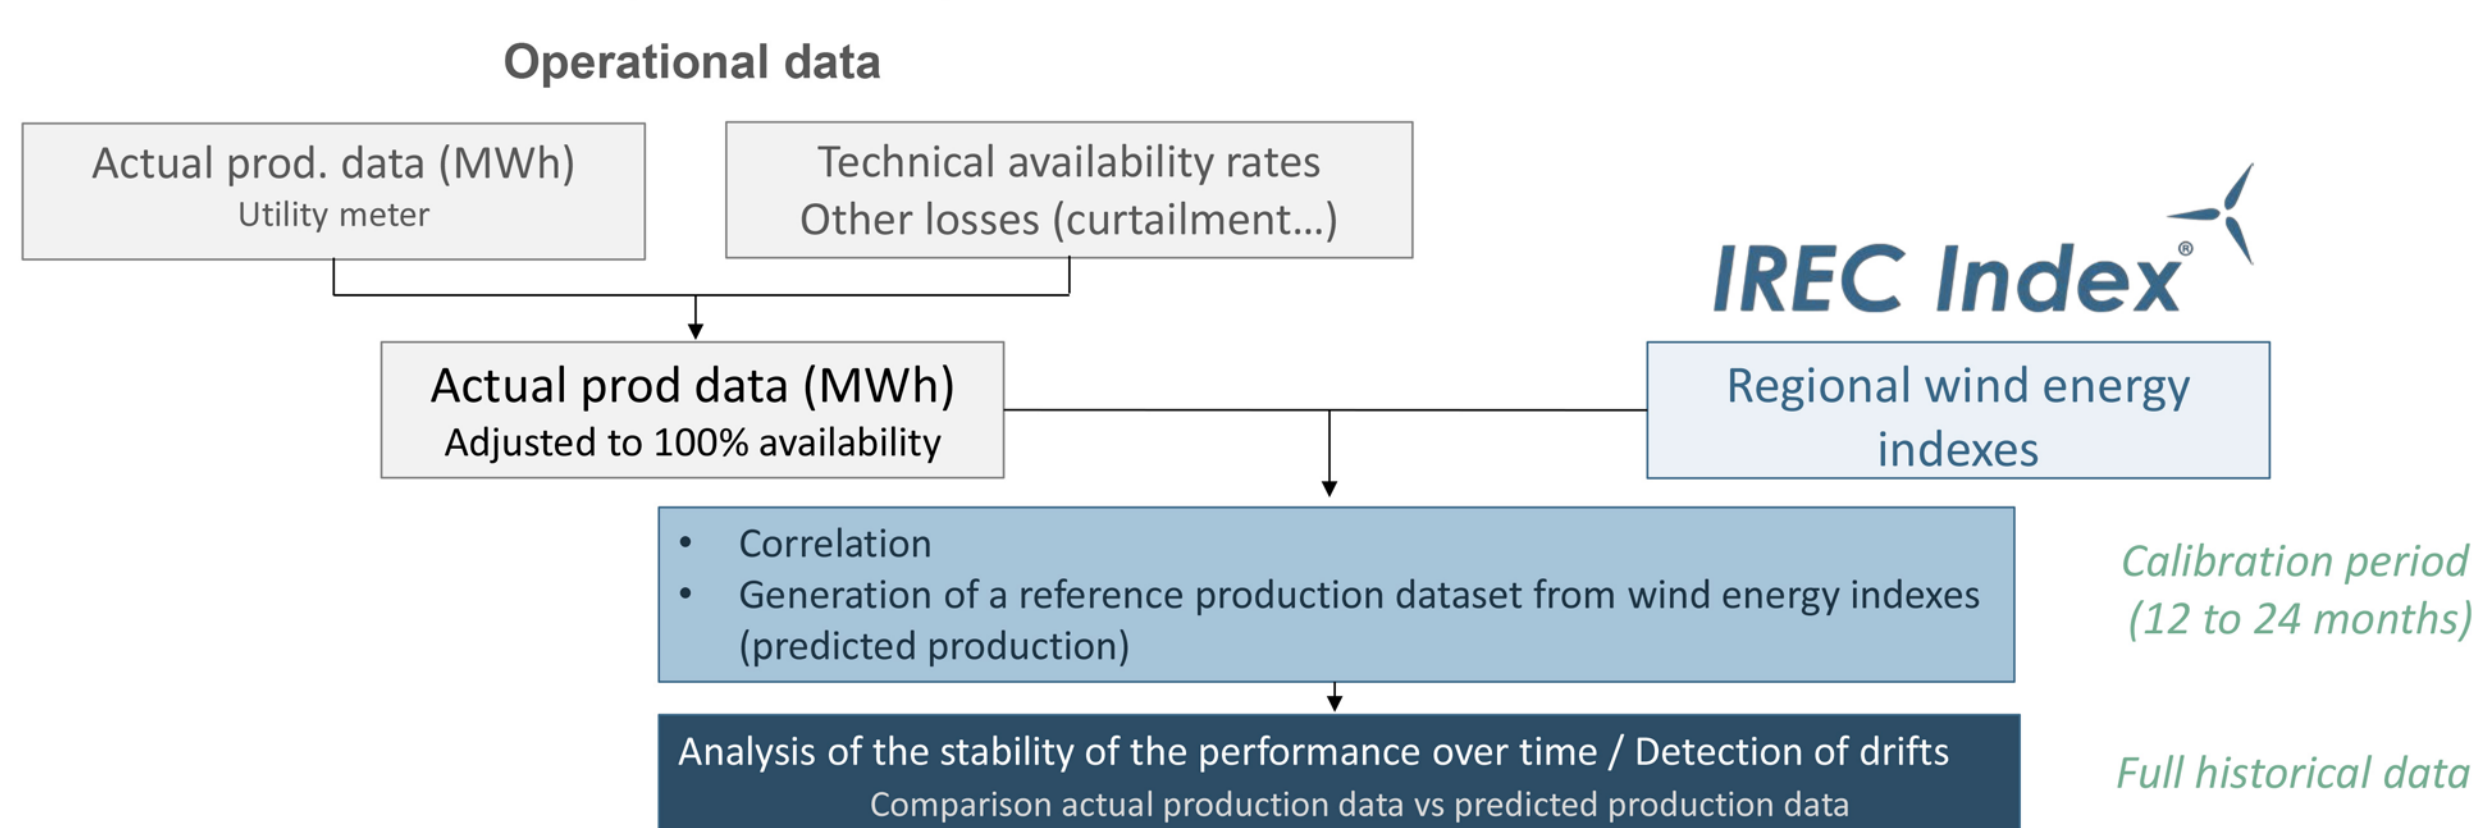 Operational data
Actual prod. data (MWh)
Utility meter
Technical availability rates
Other losses (curtailment...)
IREC Index®
Actual prod data (MWh)
Adjusted to 100% availability
Regional wind energy
indexes
• Correlation
• Generation of a reference production dataset from wind energy indexes
(predicted production)
Calibration period
(12 to 24 months)
Analysis of the stability of the performance over time / Detection of drifts
Comparison actual production data vs predicted production data
Full historical data